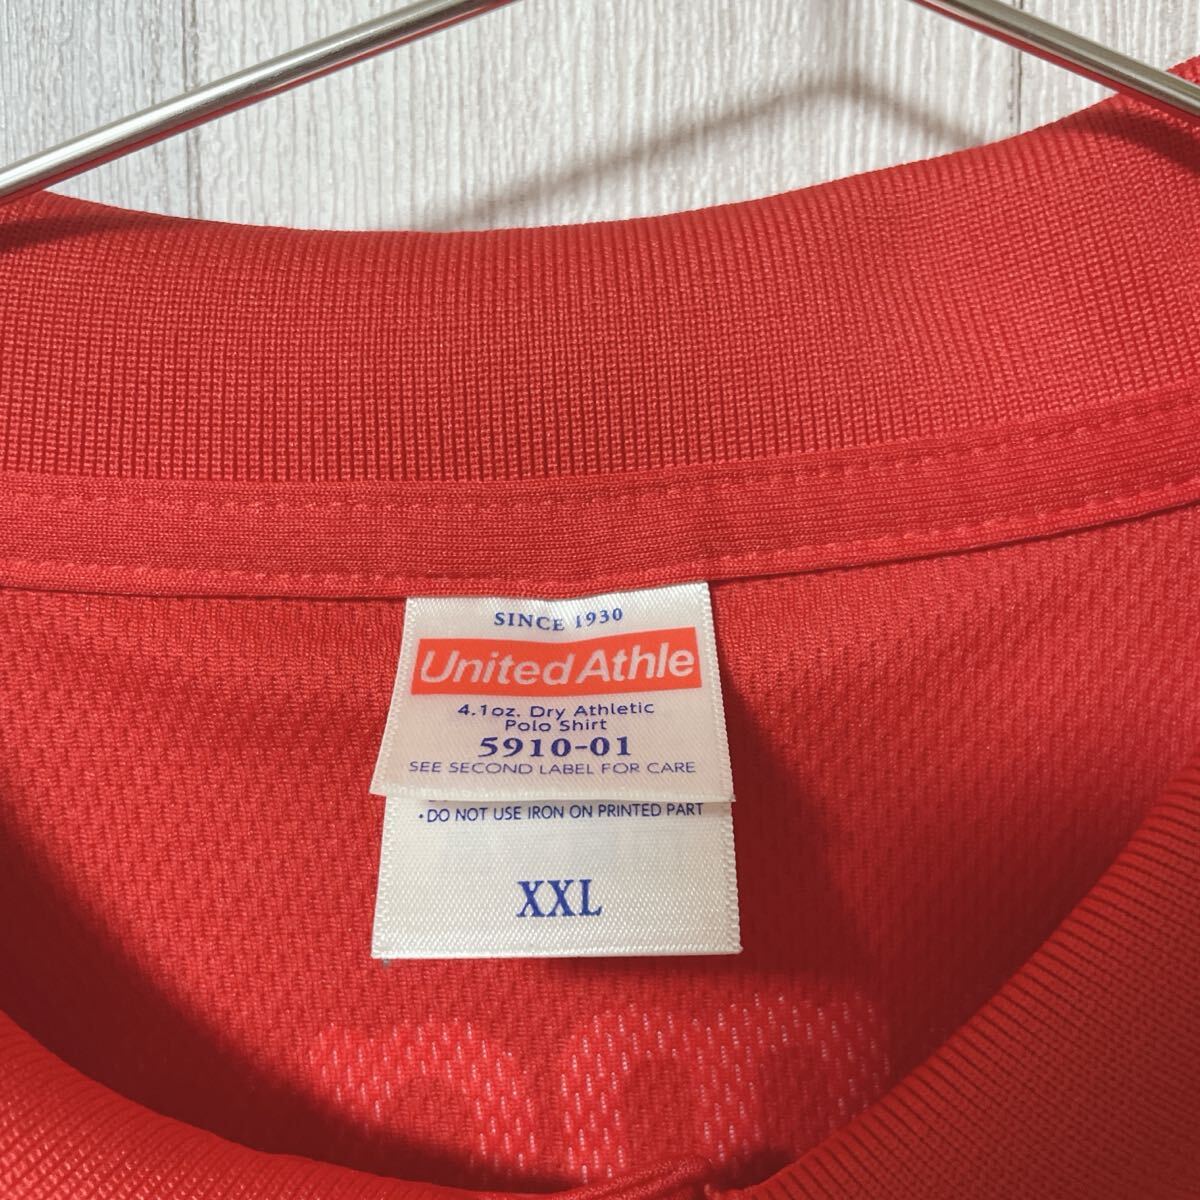 SINCE 1930
United Athle
4.1oz. Dry Athletic
Polo Shirt
5910-01
SEE SECOND LABEL FOR CARE
・DO NOT USE IRON ON PRINTED PART
XXL